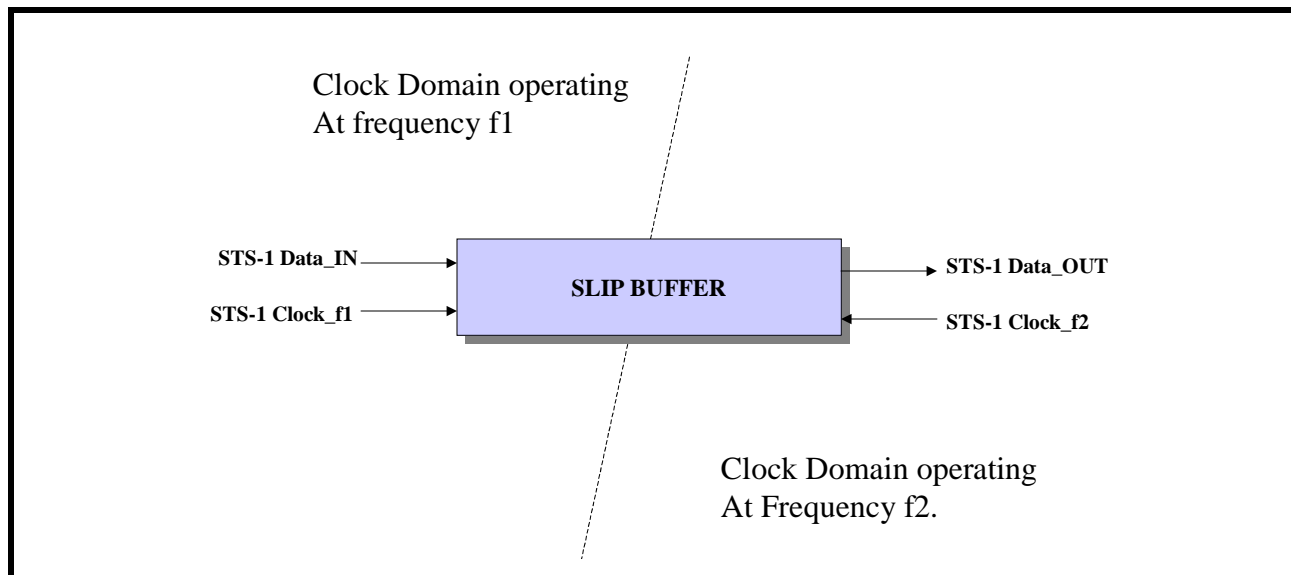 Clock Domain operating
At frequency f1
STS-1 Data_IN
STS-1 Clock_f1
SLIP BUFFER
STS-1 Data_OUT
STS-1 Clock_f2
Clock Domain operating
At Frequency f2.